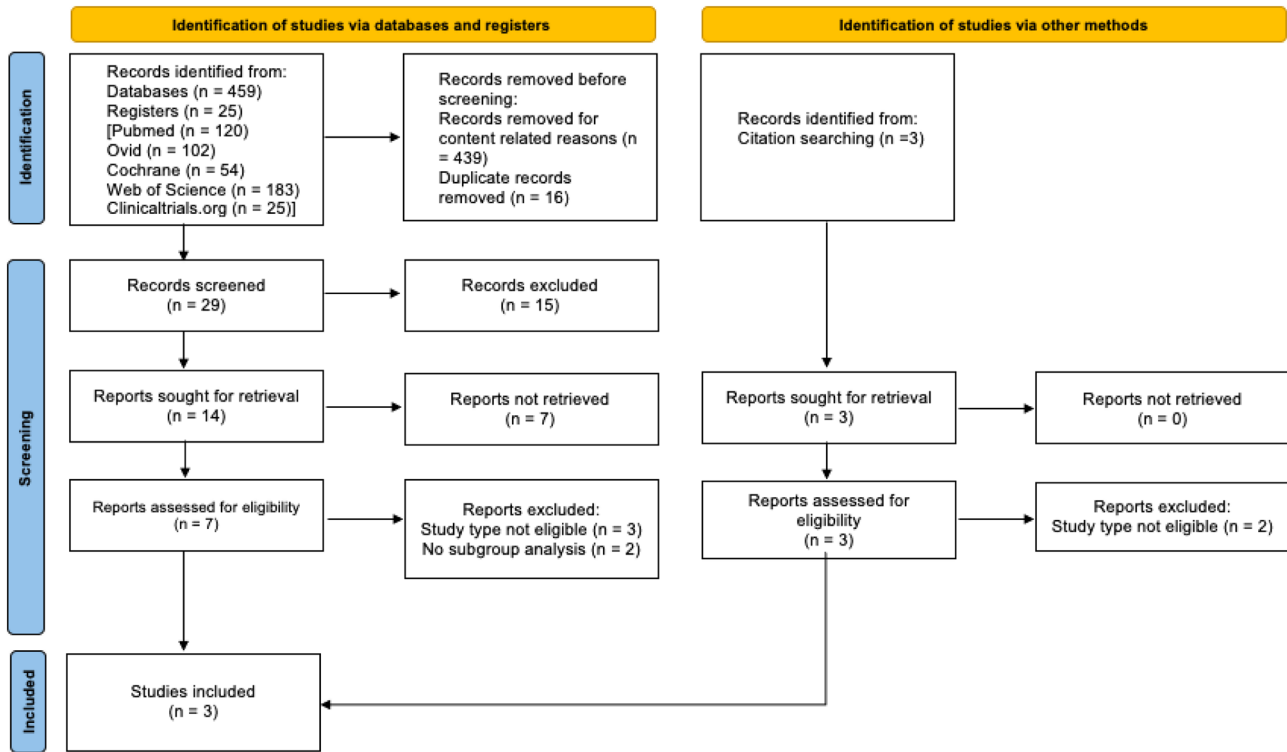 Identification of studies via databases and registers
Identification of studies via other methods
Identification
Records identified from:
Databases (n = 459)
Registers (n = 25)
[Pubmed (n = 120)
Ovid (n = 102)
Cochrane (n = 54)
Web of Science (n = 183)
Clinicaltrials.org (n = 25)]
Records removed before
screening:
Records removed for
content related reasons (n
= 439)
Duplicate records
removed (n = 16)
Records identified from:
Citation searching (n =3)
Screening
Records screened
(n = 29)
Records excluded
(n = 15)
Reports sought for retrieval
(n = 14)
Reports not retrieved
(n = 7)
Reports sought for retrieval
(n = 3)
Reports not retrieved
(n = 0)
Reports assessed for eligibility
(n = 7)
Reports excluded:
Study type not eligible (n = 3)
No subgroup analysis (n = 2)
Reports assessed for
eligibility
(n = 3)
Reports excluded:
Study type not eligible (n = 2)
Included
Studies included
(n = 3)